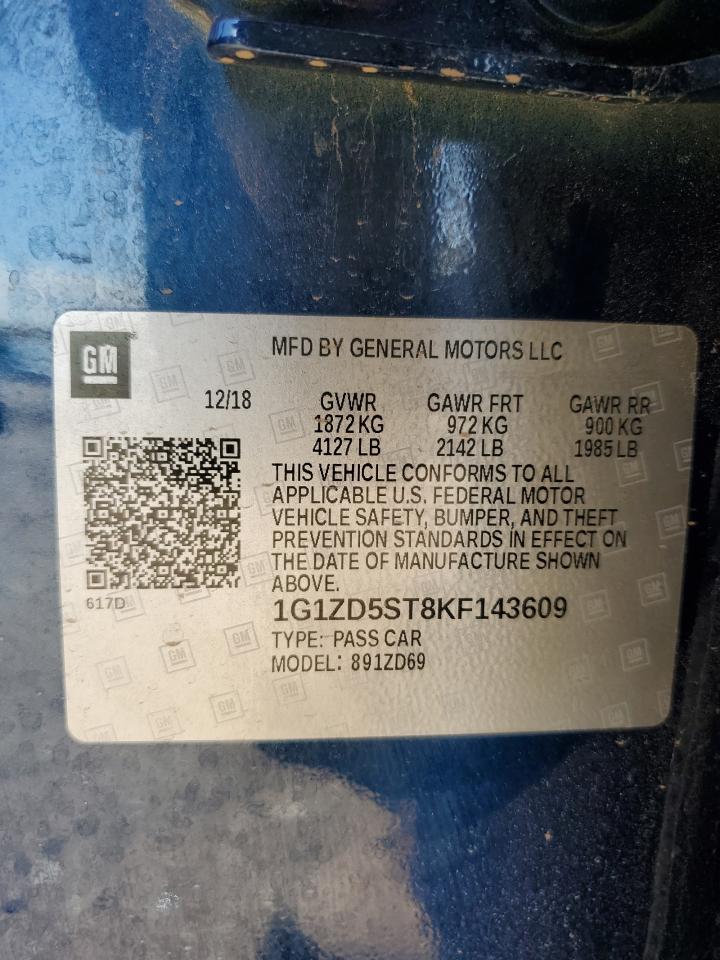 GM
MFD BY GENERAL MOTORS LLC
12/18 GVWR GAWR FRT GAWR RR
1872 KG 972 KG 900 KG
4127 LB 2142 LB 1985 LB
THIS VEHICLE CONFORMS TO ALL
APPLICABLE U.S. FEDERAL MOTOR
VEHICLE SAFETY, BUMPER, AND THEFT
PREVENTION STANDARDS IN EFFECT ON
THE DATE OF MANUFACTURE SHOWN
ABOVE.
617D
1G1ZD5ST8KF143609
TYPE: PASS CAR
MODEL: 891ZD69